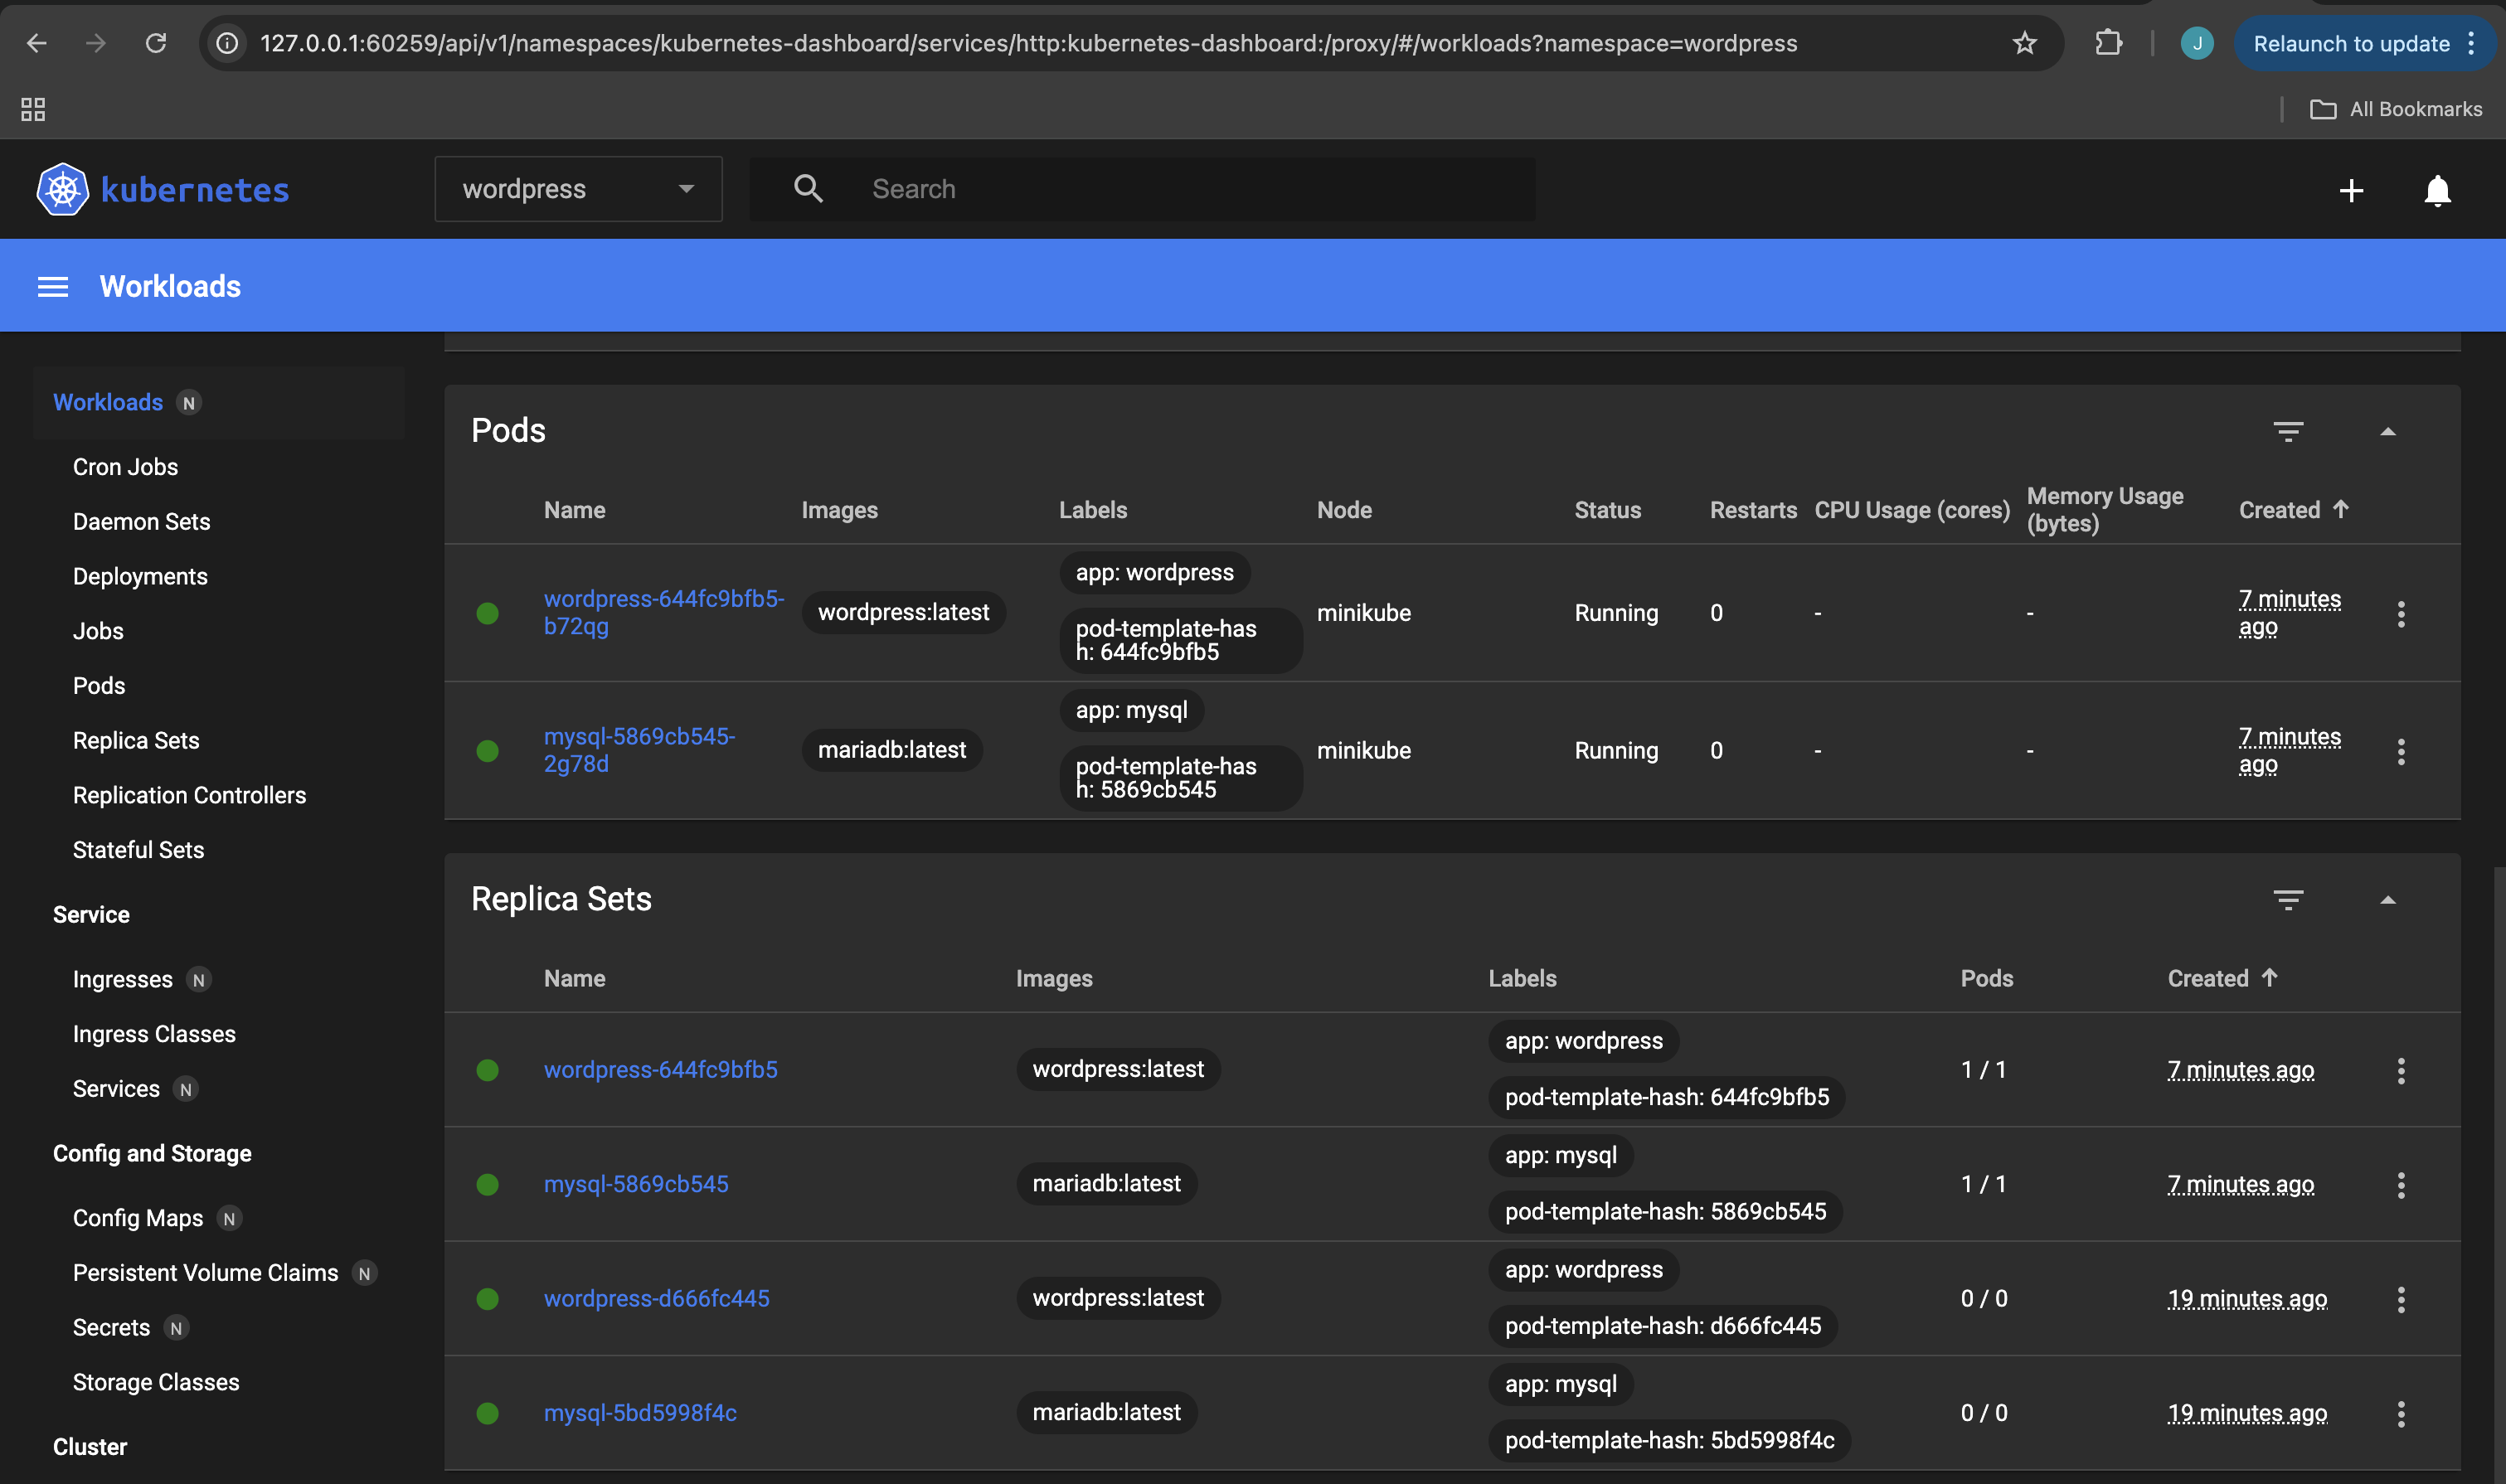 127.0.0.1:60259/api/v1/namespaces/kubernetes-dashboard/services/http:kubernetes-dashboard:/proxy/#/workloads?namespace=wordpress
J
Relaunch to update
All Bookmarks
kubernetes
wordpress
Search
Workloads
Workloads N
Cron Jobs
Daemon Sets
Deployments
Jobs
Pods
Replica Sets
Replication Controllers
Stateful Sets
Service
Ingresses N
Ingress Classes
Services N
Config and Storage
Config Maps N
Persistent Volume Claims N
Secrets N
Storage Classes
Cluster
Pods
Name Images Labels Node Status Restarts CPU Usage (cores) Memory Usage (bytes) Created
wordpress-644fc9bfb5-
b72qg
wordpress:latest
app: wordpress
pod-template-has
h: 644fc9bfb5
minikube
Running
0
-
-
7 minutes
ago
mysql-5869cb545-
2g78d
mariadb:latest
app: mysql
pod-template-has
h: 5869cb545
minikube
Running
0
-
-
7 minutes
ago
Replica Sets
Name Images Labels Pods Created
wordpress-644fc9bfb5
wordpress:latest
app: wordpress
pod-template-hash: 644fc9bfb5
1 / 1
7 minutes ago
mysql-5869cb545
mariadb:latest
app: mysql
pod-template-hash: 5869cb545
1 / 1
7 minutes ago
wordpress-d666fc445
wordpress:latest
app: wordpress
pod-template-hash: d666fc445
0 / 0
19 minutes ago
mysql-5bd5998f4c
mariadb:latest
app: mysql
pod-template-hash: 5bd5998f4c
0 / 0
19 minutes ago